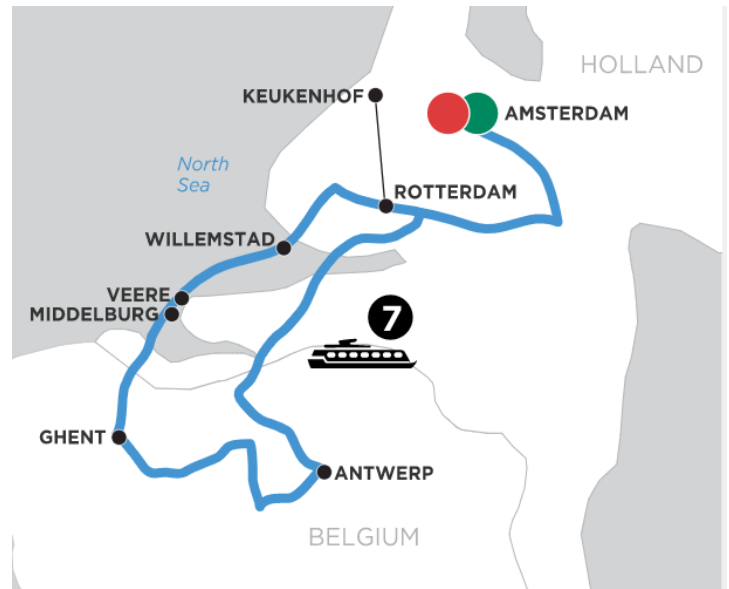 HOLLAND
KEUKENHOF
AMSTERDAM
North
Sea
ROTTERDAM
WILLEMSTAD
VEERE
MIDDELBURG
7
GHENT
ANTWERP
BELGIUM